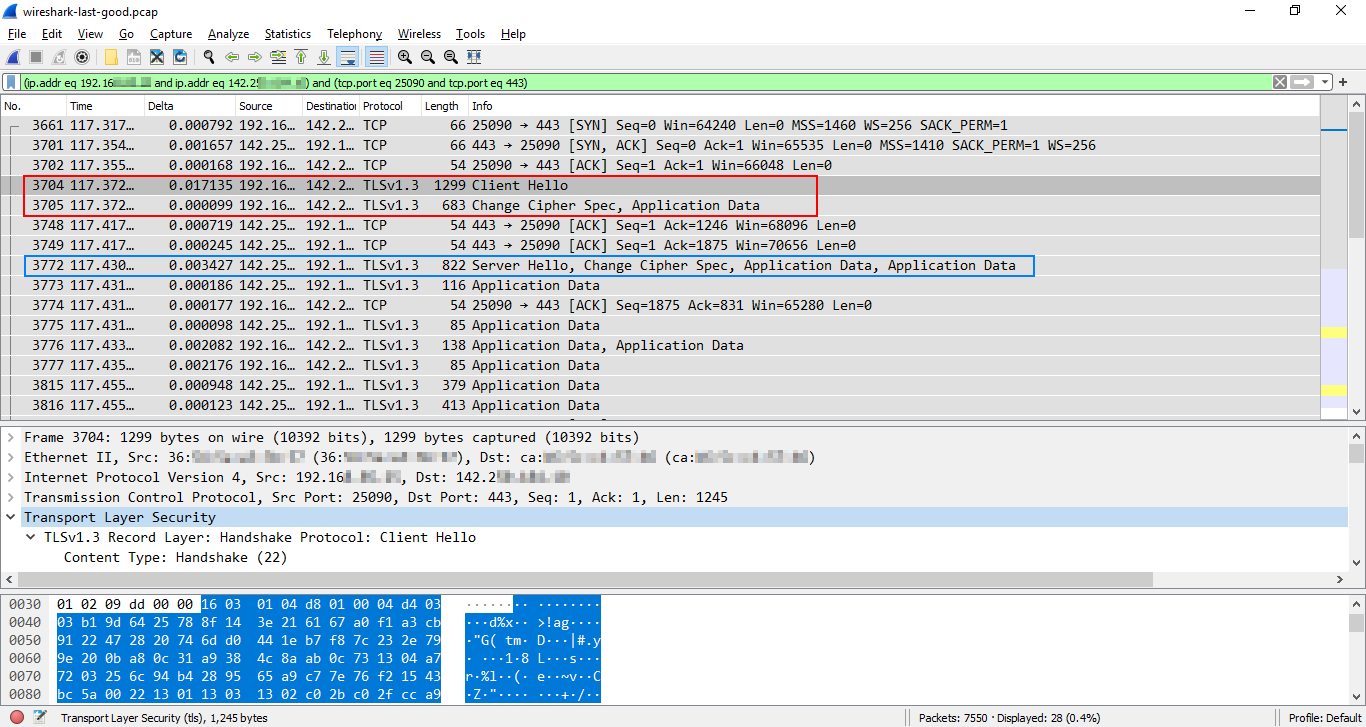 wireshark-last-good.pcap
File Edit View Go Capture Analyze Statistics Telephony Wireless Tools Help
(ip.addr eq 192.16 and ip.addr eq 142.25 ) and (tcp.port eq 25090 and tcp.port eq 443)
No. Time Delta Source Destination Protocol Length Info
3661 117.317… 0.000792 192.16… 142.2… TCP 66 25090 → 443 [SYN] Seq=0 Win=64240 Len=0 MSS=1460 WS=256 SACK_PERM=1
3701 117.354… 0.001657 142.25… 192.1… TCP 66 443 → 25090 [SYN, ACK] Seq=0 Ack=1 Win=65535 Len=0 MSS=1410 SACK_PERM=1 WS=256
3702 117.355… 0.000168 192.16… 142.2… TCP 54 25090 → 443 [ACK] Seq=1 Ack=1 Win=66048 Len=0
3704 117.372… 0.017135 192.16… 142.2… TLSv1.3 1299 Client Hello
3705 117.372… 0.000099 192.16… 142.2… TLSv1.3 683 Change Cipher Spec, Application Data
3748 117.417… 0.000719 142.25… 192.1… TCP 54 443 → 25090 [ACK] Seq=1 Ack=1246 Win=68096 Len=0
3749 117.417… 0.000245 142.25… 192.1… TCP 54 443 → 25090 [ACK] Seq=1 Ack=1875 Win=70656 Len=0
3772 117.430… 0.003427 142.25… 192.1… TLSv1.3 822 Server Hello, Change Cipher Spec, Application Data, Application Data
3773 117.431… 0.000186 142.25… 192.1… TLSv1.3 116 Application Data
3774 117.431… 0.000177 192.16… 142.2… TCP 54 25090 → 443 [ACK] Seq=1875 Ack=831 Win=65280 Len=0
3775 117.431… 0.000098 142.25… 192.1… TLSv1.3 85 Application Data
3776 117.433… 0.002082 192.16… 142.2… TLSv1.3 138 Application Data, Application Data
3777 117.435… 0.002176 192.16… 142.2… TLSv1.3 85 Application Data
3815 117.455… 0.000948 142.25… 192.1… TLSv1.3 379 Application Data
3816 117.455… 0.000123 142.25… 192.1… TLSv1.3 413 Application Data
Frame 3704: 1299 bytes on wire (10392 bits), 1299 bytes captured (10392 bits)
Ethernet II, Src: 36: (36: ), Dst: ca: (ca: )
Internet Protocol Version 4, Src: 192.16 , Dst: 142.2
Transmission Control Protocol, Src Port: 25090, Dst Port: 443, Seq: 1, Ack: 1, Len: 1245
Transport Layer Security
TLSv1.3 Record Layer: Handshake Protocol: Client Hello
Content Type: Handshake (22)
0030 01 02 09 dd 00 00 16 03 01 04 d8 01 00 04 d4 03 ················
0040 03 b1 9d 64 25 78 8f 14 3e 21 61 67 a0 f1 a3 cb ···d%x·· >!ag····
0050 91 22 47 28 20 74 6d d0 44 1e b7 f8 7c 23 2e 79 ·"G( tm· D···|#.y
0060 9e 20 0b a8 0c 31 a9 38 4c 8a ab 0c 73 13 04 a7 · ···1·8 L···s···
0070 72 03 25 6c 94 b4 28 95 65 a9 c7 7e 76 f2 15 43 r·%l··(· e··~v··C
0080 bc 5a 00 22 13 01 13 03 13 02 c0 2b c0 2f cc a9 ·Z·"···· ···+·/··
Transport Layer Security (tls), 1,245 bytes
Packets: 7550 · Displayed: 28 (0.4%)
Profile: Default